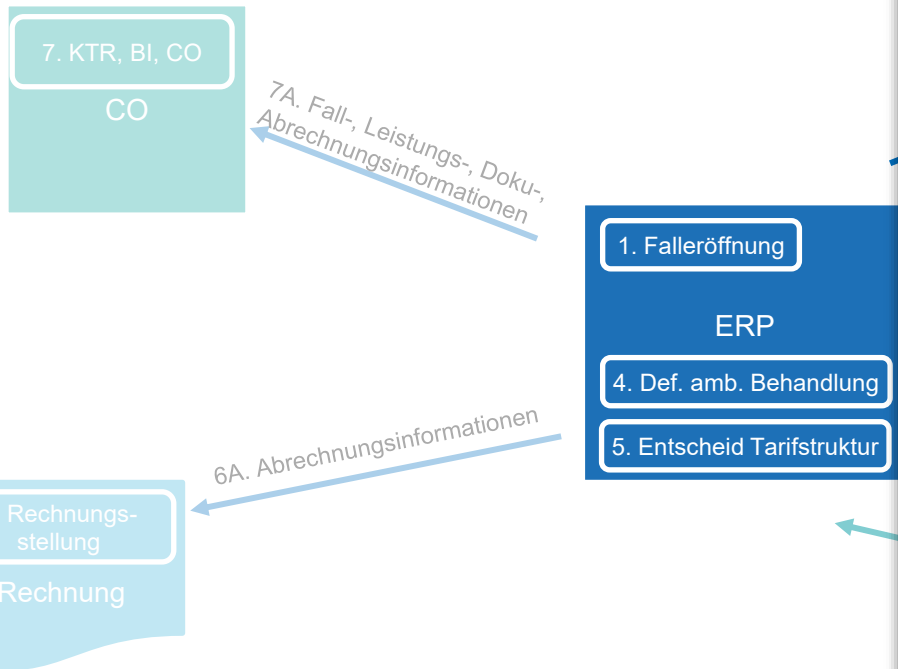 7. KTR, BI, CO
CO
7A. Fall-, Leistungs-, Doku-,
Abrechnungsinformationen
1. Falleröffnung
ERP
4. Def. amb. Behandlung
5. Entscheid Tarifstruktur
6A. Abrechnungsinformationen
Rechnungs-
stellung
Rechnung